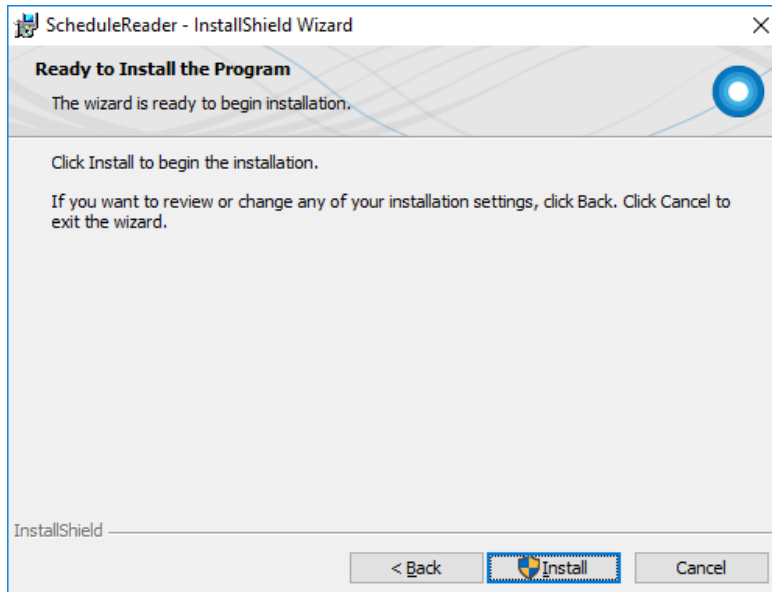 ScheduleReader - InstallShield Wizard
Ready to Install the Program
The wizard is ready to begin installation.
Click Install to begin the installation.
If you want to review or change any of your installation settings, click Back. Click Cancel to
exit the wizard.
InstallShield
< Back Install Cancel